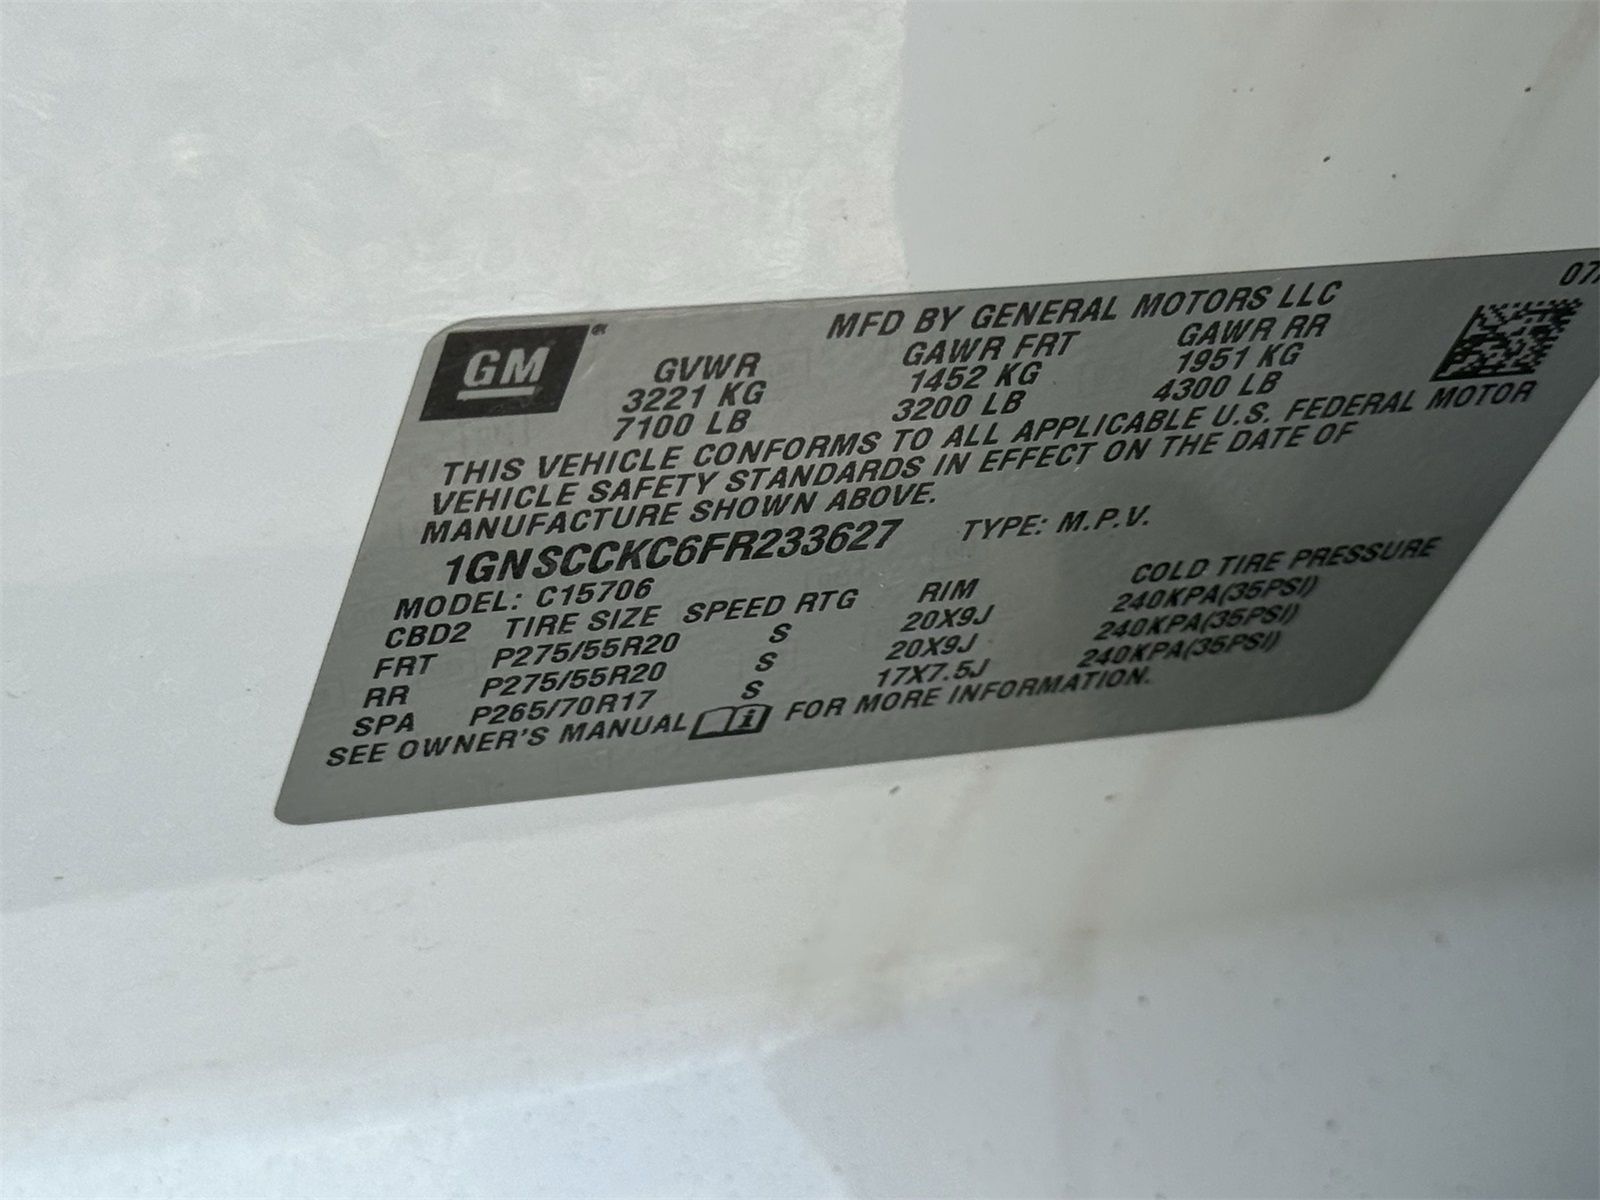 07/
MFD BY GENERAL MOTORS LLC
GM®
GVWR GAWR FRT GAWR RR
3221 KG 1452 KG 1951 KG
7100 LB 3200 LB 4300 LB
THIS VEHICLE CONFORMS TO ALL APPLICABLE U.S. FEDERAL MOTOR
VEHICLE SAFETY STANDARDS IN EFFECT ON THE DATE OF
MANUFACTURE SHOWN ABOVE.
1GNSCCKC6FR233627 TYPE: M.P.V.
MODEL: C15706
CBD2 TIRE SIZE SPEED RTG RIM COLD TIRE PRESSURE
FRT P275/55R20 S 20X9J 240KPA(35PSI)
RR P275/55R20 S 20X9J 240KPA(35PSI)
SPA P265/70R17 S 17X7.5J 240KPA(35PSI)
SEE OWNER'S MANUAL FOR MORE INFORMATION.